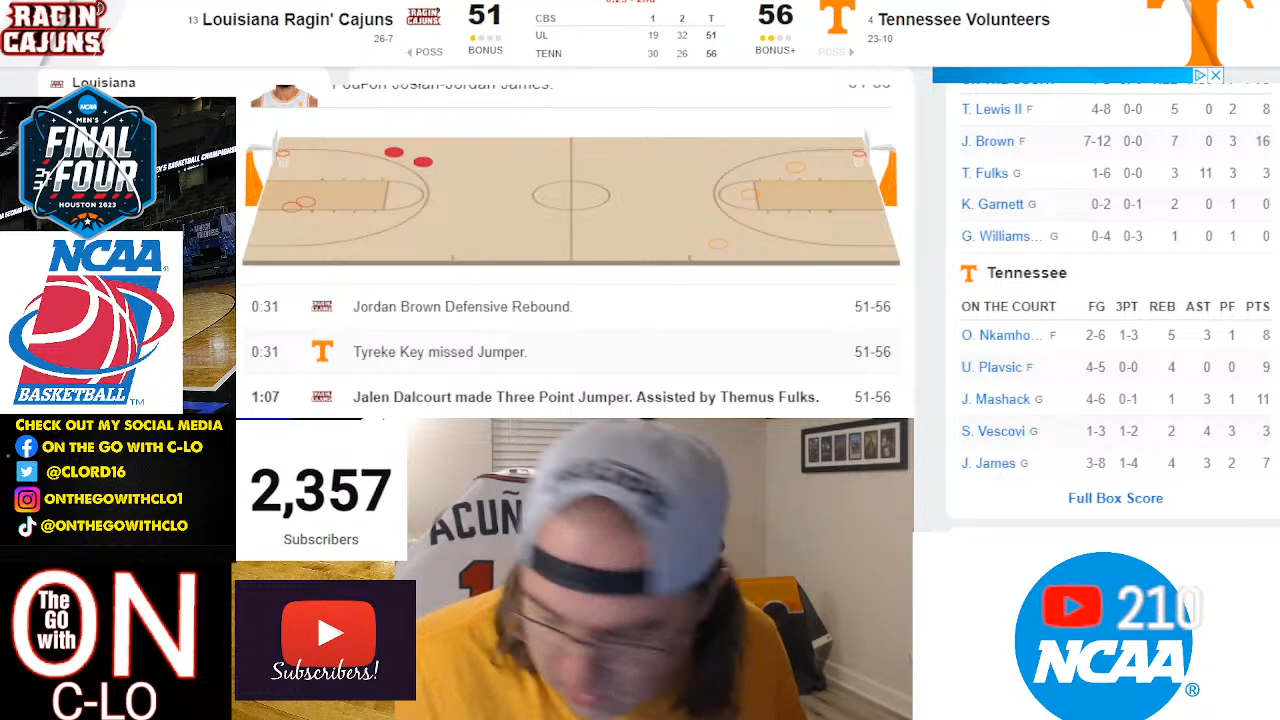 RAGIN'
CAJUNS
13 Louisiana Ragin' Cajuns
26-7
RAGIN'
CAJUNS
POSS
51
BONUS
CBS 1 2 T
UL 19 32 51
TENN 30 26 56
56
BONUS+
POSS
4 Tennessee Volunteers
23-10
Louisiana
51-56
NCAA
MEN'S
FINAL
FOUR
HOUSTON 2023
NCAA
BASKETBALL
TM
0:31 Jordan Brown Defensive Rebound. 51-56
0:31 Tyreke Key missed Jumper. 51-56
1:07 Jalen Dalcourt made Three Point Jumper. Assisted by Themus Fulks. 51-56
T. Lewis II F 4-8 0-0 5 0 2 8
J. Brown F 7-12 0-0 7 0 3 16
T. Fulks G 1-6 0-0 3 11 3 3
K. Garnett G 0-2 0-1 2 0 1 0
G. Williams... G 0-4 0-3 1 0 1 0
Tennessee
ON THE COURT FG 3PT REB AST PF PTS
O. Nkamho... F 2-6 1-3 5 3 1 8
U. Plavsic F 4-5 0-0 4 0 0 9
J. Mashack G 4-6 0-1 1 3 1 11
S. Vescovi G 1-3 1-2 2 4 3 3
J. James G 3-8 1-4 4 3 2 7
Full Box Score
CHECK OUT MY SOCIAL MEDIA
ON THE GO WITH C-LO
@CLORD16
ONTHEGOWITHCLO1
@ONTHEGOWITHCLO
2,357
Subscribers
ACUÑ
1
The
GO
with
ON
C-LO
Subscribers!
210
NCAA
®